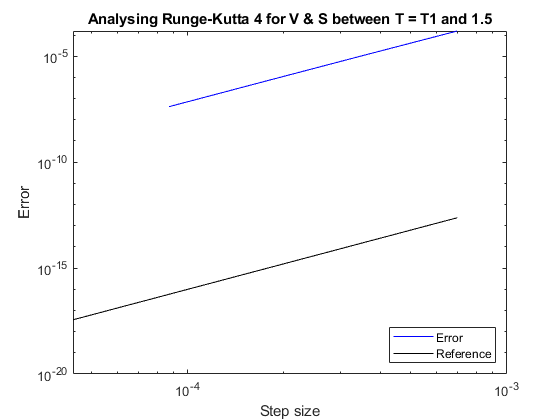 Analysing Runge-Kutta 4 for V & S between T = T1 and 1.5
10^-5
10^-10
10^-15
10^-20
Error
10^-4
10^-3
Step size
Error
Reference